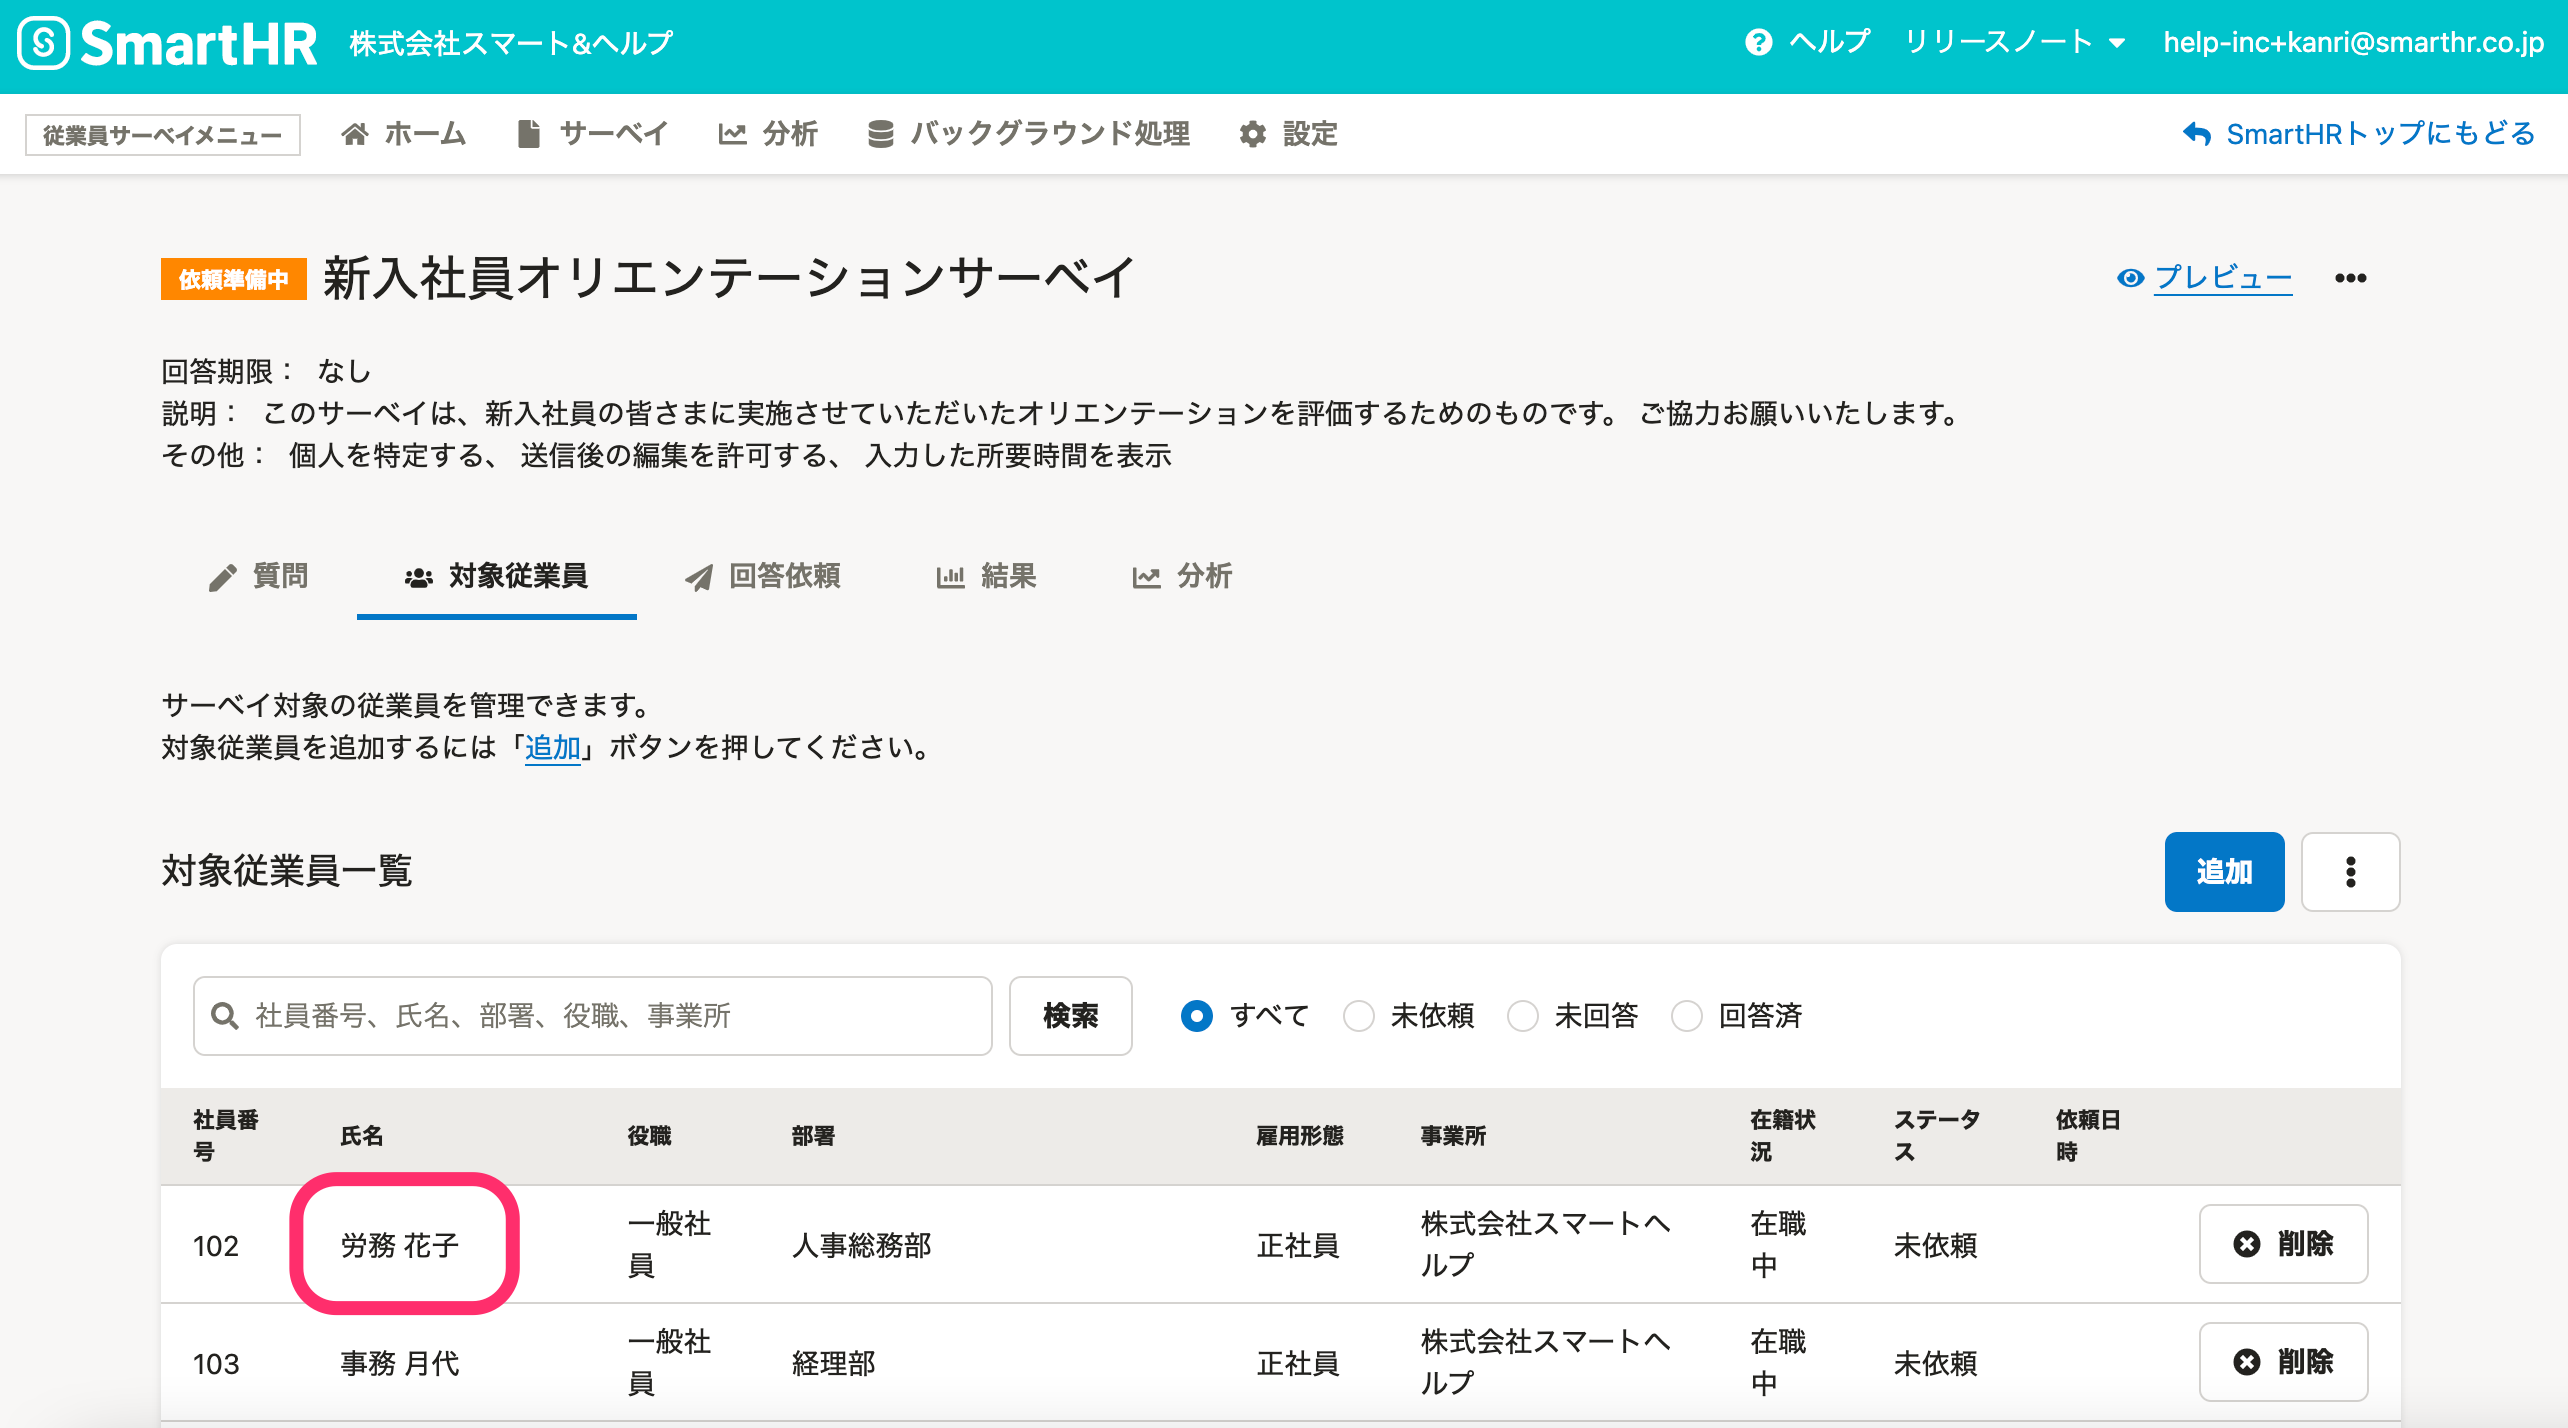 SmartHR 株式会社スマート&ヘルプ ヘルプ リリースノート help-inc+kanri@smarthr.co.jp
従業員サーベイメニュー ホーム サーベイ 分析 バックグラウンド処理 設定 SmartHRトップにもどる
依頼準備中 新入社員オリエンテーションサーベイ プレビュー
回答期限： なし
説明： このサーベイは、新入社員の皆さまに実施させていただいたオリエンテーションを評価するためのものです。 ご協力お願いいたします。
その他： 個人を特定する、 送信後の編集を許可する、 入力した所要時間を表示
質問 対象従業員 回答依頼 結果 分析
サーベイ対象の従業員を管理できます。
対象従業員を追加するには「追加」ボタンを押してください。
対象従業員一覧 追加
社員番号、氏名、部署、役職、事業所 検索 すべて 未依頼 未回答 回答済
社員番号 氏名 役職 部署 雇用形態 事業所 在籍状況 ステータス 依頼日時
102 労務 花子 一般社員 人事総務部 正社員 株式会社スマートヘルプ 在職中 未依頼 削除
103 事務 月代 一般社員 経理部 正社員 株式会社スマートヘルプ 在職中 未依頼 削除